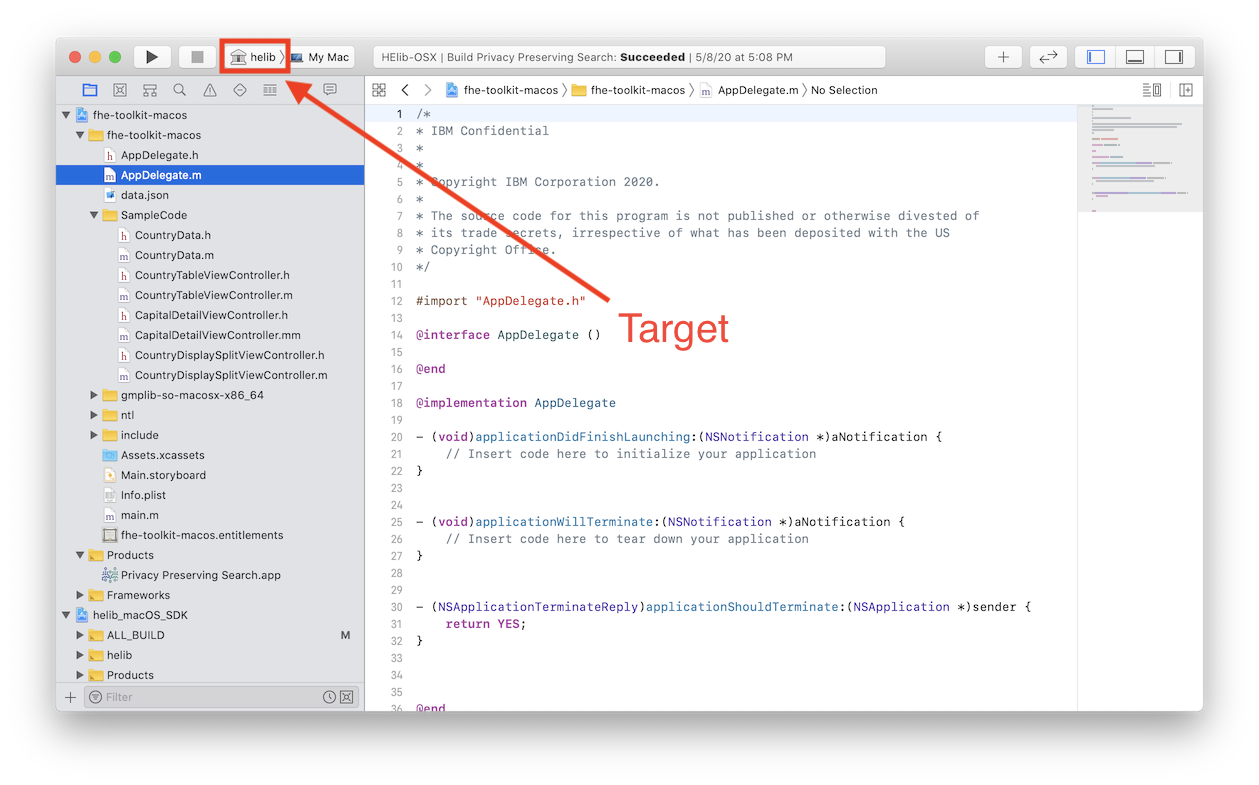 helib
My Mac
HElib-OSX | Build Privacy Preserving Search: Succeeded | 5/8/20 at 5:08 PM
fhe-toolkit-macos
fhe-toolkit-macos
AppDelegate.h
AppDelegate.m
data.json
SampleCode
CountryData.h
CountryData.m
CountryTableViewController.h
CountryTableViewController.m
CapitalDetailViewController.h
CapitalDetailViewController.mm
CountryDisplaySplitViewController.h
CountryDisplaySplitViewController.m
gmplib-so-macosx-x86_64
ntl
include
Assets.xcassets
Main.storyboard
Info.plist
main.m
fhe-toolkit-macos.entitlements
Products
Privacy Preserving Search.app
Frameworks
helib_macOS_SDK
ALL_BUILD M
helib
Products
Filter
fhe-toolkit-macos 〉 fhe-toolkit-macos 〉 AppDelegate.m 〉 No Selection
1 /*
2 * IBM Confidential
3 *
4 *
5 * Copyright IBM Corporation 2020.
6 *
7 * The source code for this program is not published or otherwise divested of
8 * its trade secrets, irrespective of what has been deposited with the US
9 * Copyright Office.
10 */
11
12 #import "AppDelegate.h"
13
14 @interface AppDelegate ()
15
16 @end
17
18 @implementation AppDelegate
19
20 - (void)applicationDidFinishLaunching:(NSNotification *)aNotification {
21 // Insert code here to initialize your application
22 }
23
24
25 - (void)applicationWillTerminate:(NSNotification *)aNotification {
26 // Insert code here to tear down your application
27 }
28
29
30 - (NSApplicationTerminateReply)applicationShouldTerminate:(NSApplication *)sender {
31 return YES;
32 }
33
34
35
36 @end
Target